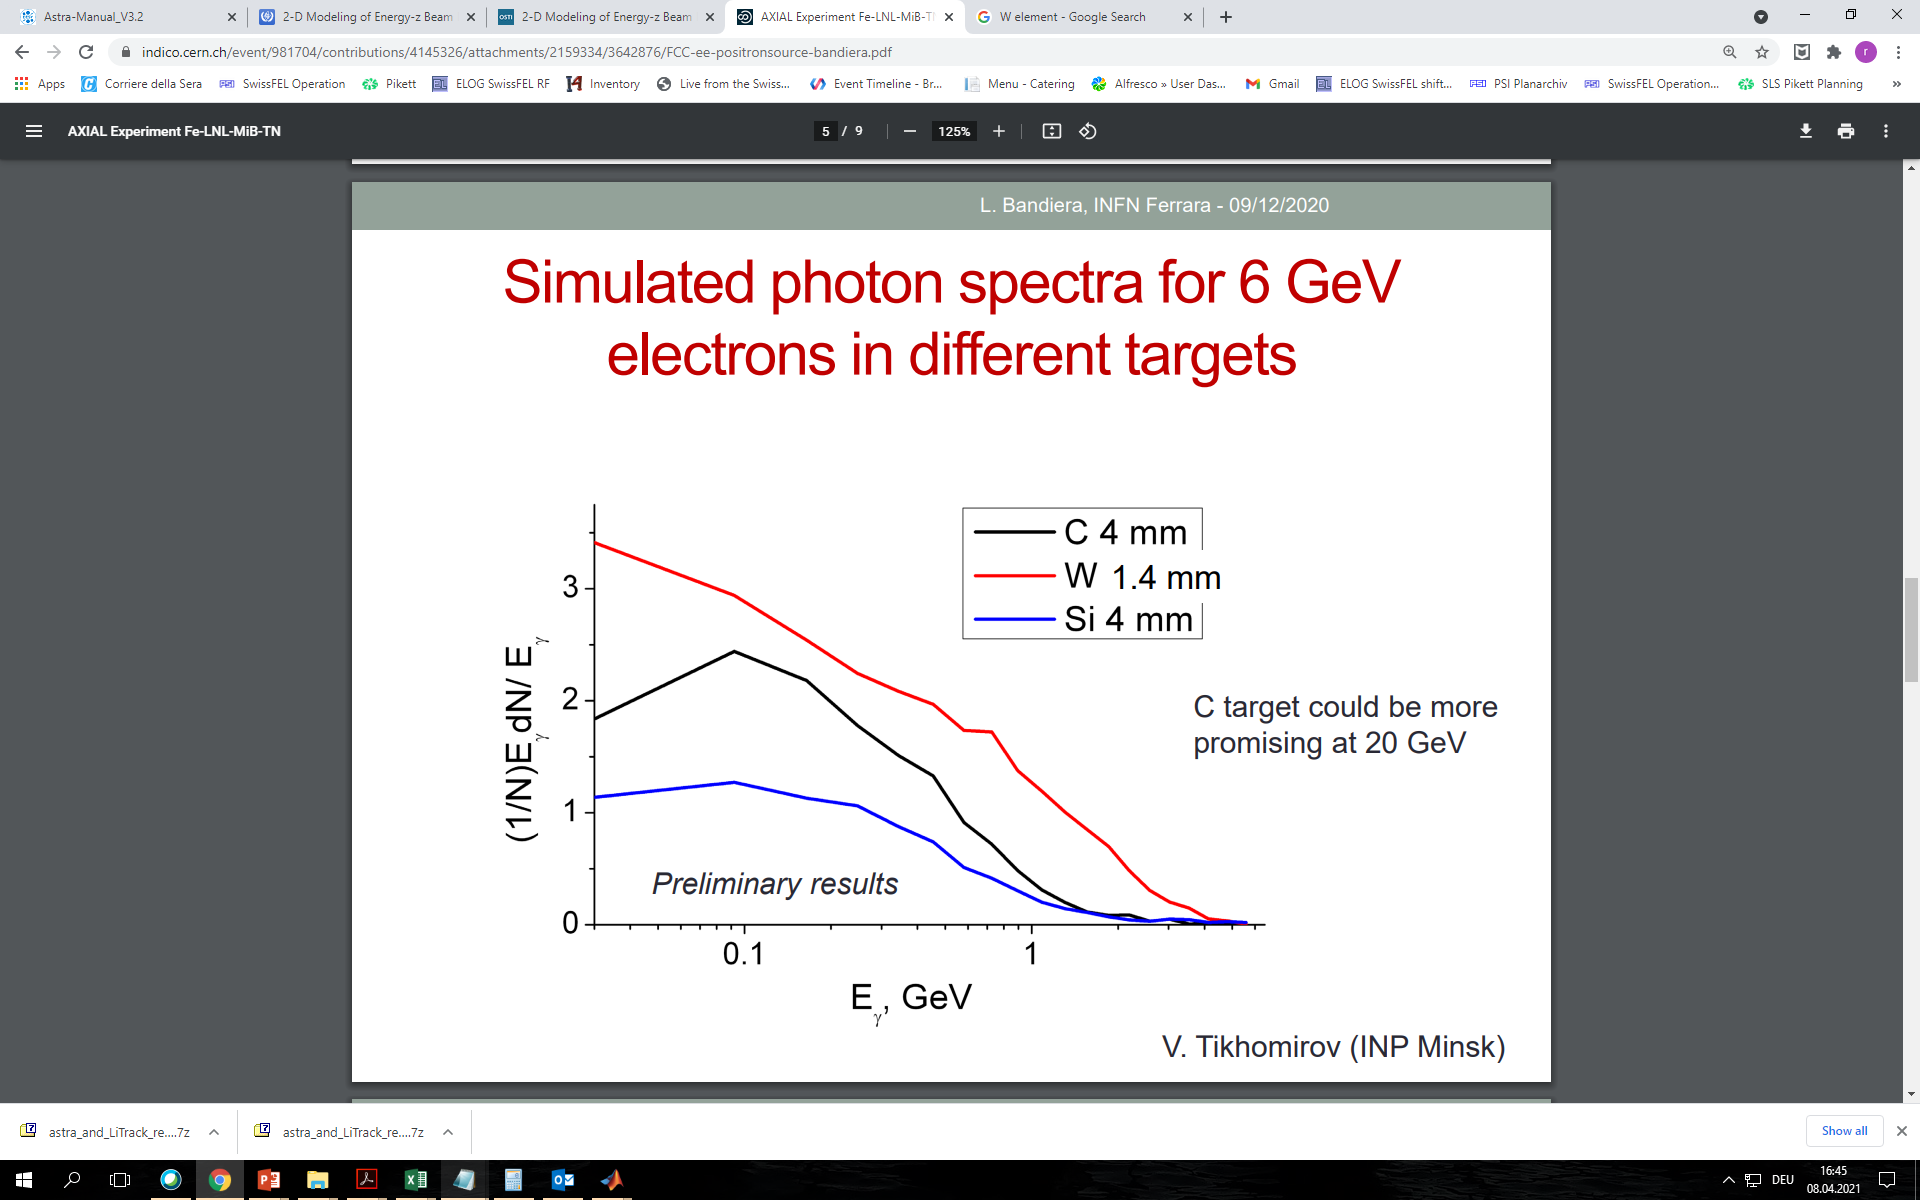 Astra-Manual_V3.2
2-D Modeling of Energy-z Beam
2-D Modeling of Energy-z Beam
AXIAL Experiment Fe-LNL-MiB-T
W element - Google Search
indico.cern.ch/event/981704/contributions/4145326/attachments/2159334/3642876/FCC-ee-positronsource-bandiera.pdf
Apps
Corriere della Sera
SwissFEL Operation
Pikett
ELOG SwissFEL RF
Inventory
Live from the Swiss...
Event Timeline - Br...
Menu - Catering
Alfresco » User Das...
Gmail
ELOG SwissFEL shift...
PSI Planarchiv
SwissFEL Operation...
SLS Pikett Planning
AXIAL Experiment Fe-LNL-MiB-TN
5 / 9
125%
L. Bandiera, INFN Ferrara - 09/12/2020
Simulated photon spectra for 6 GeV
electrons in different targets
C 4 mm
W 1.4 mm
Si 4 mm
3
2
1
0
(1/N)EγdN/ Eγ
C target could be more
promising at 20 GeV
Preliminary results
0.1
1
Eγ, GeV
V. Tikhomirov (INP Minsk)
astra_and_LiTrack_re....7z
astra_and_LiTrack_re....7z
Show all
DEU
16:45
08.04.2021